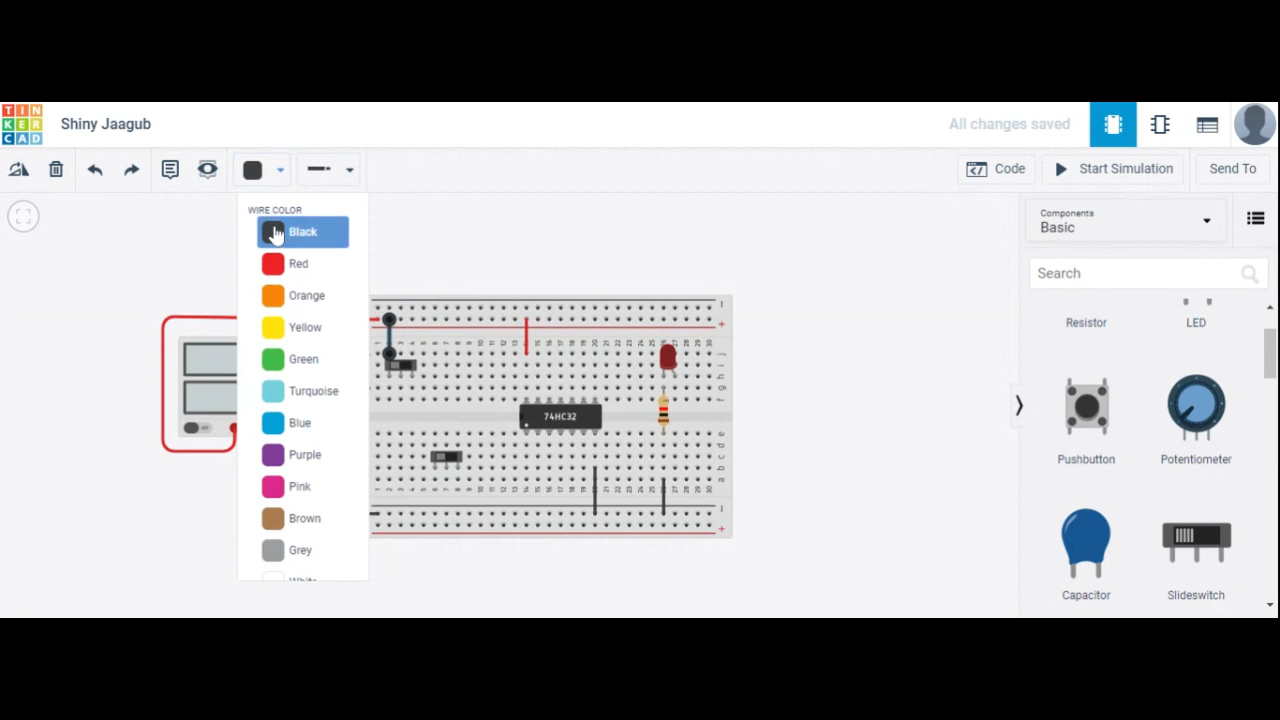 TIN
KER
CAD
Shiny Jaagub
All changes saved
Code
Start Simulation
Send To
WIRE COLOR
Black
Red
Orange
Yellow
Green
Turquoise
Blue
Purple
Pink
Brown
Grey
White
74HC32
Components
Basic
Search
Resistor
LED
Pushbutton
Potentiometer
Capacitor
Slideswitch